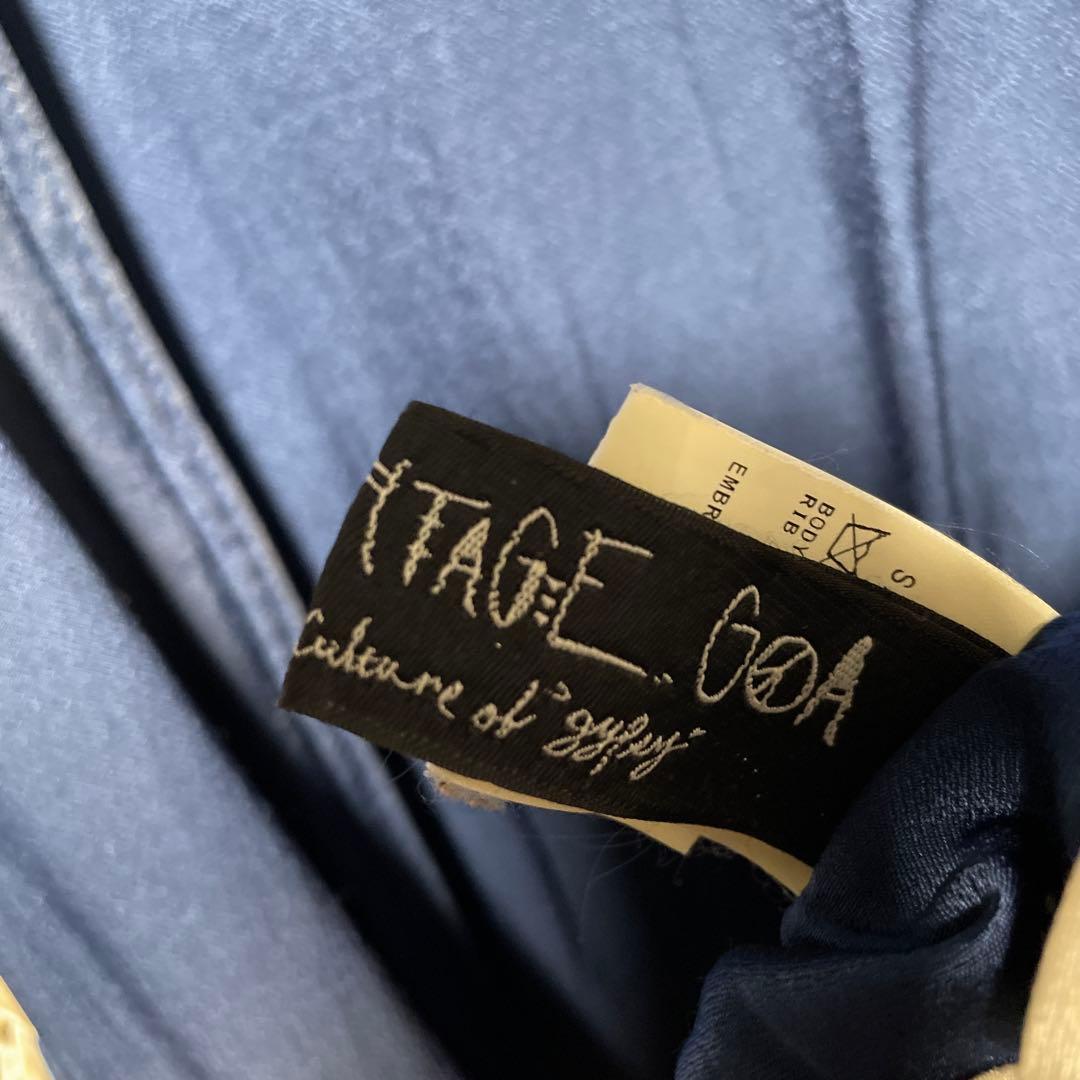 "TAGE.. GOA
Culture of "gypsy"
S
BODY
RIB
EMBR